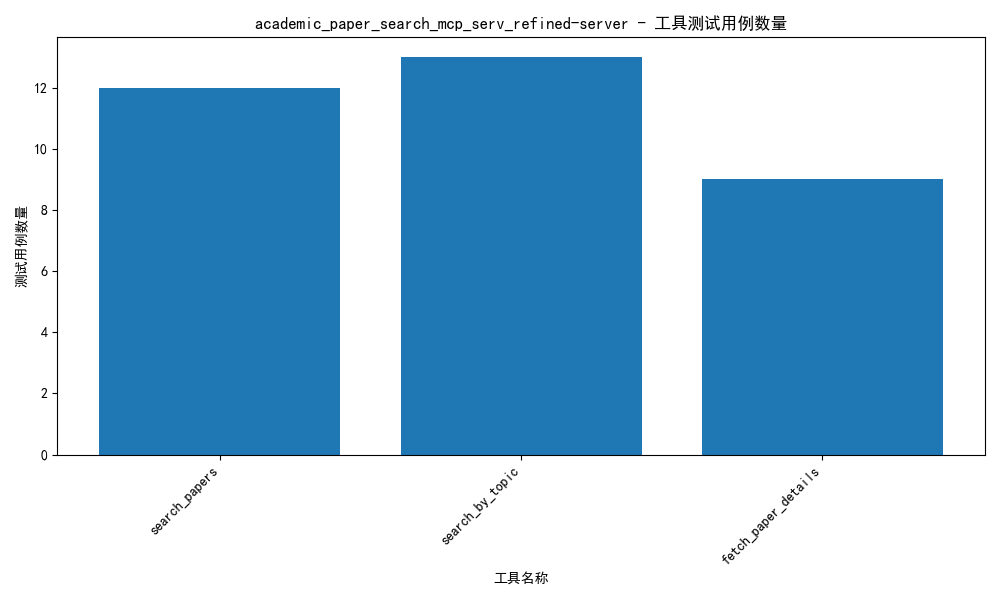 academic_paper_search_mcp_serv_refined-server - 工具测试用例数量
测试用例数量
12
10
8
6
4
2
0
search_papers
search_by_topic
fetch_paper_details
工具名称